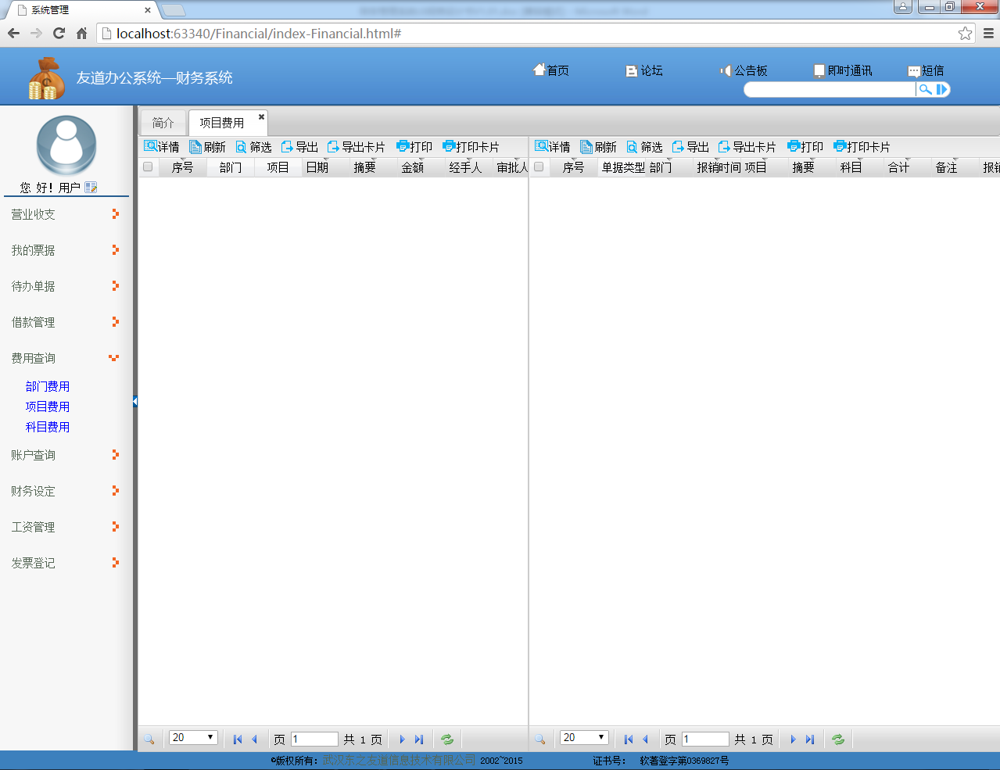 系统管理
localhost:63340/Financial/index-Financial.html#
友道办公系统—财务系统
首页 论坛 公告板 即时通讯 短信
您 好！用户
营业收支
我的票据
待办单据
借款管理
费用查询
部门费用
项目费用
科目费用
账户查询
财务设定
工资管理
发票登记
简介 项目费用
详情 刷新 筛选 导出 导出卡片 打印 打印卡片
序号 部门 项目 日期 摘要 金额 经手人 审批人
20 页 1 共 1 页
详情 刷新 筛选 导出 导出卡片 打印 打印卡片
序号 单据类型 部门 报销时间 项目 摘要 科目 合计 备注 报销
20 页 1 共 1 页
©版权所有：武汉东之友道信息技术有限公司 2002~2015 证书号： 软著登字第0369827号